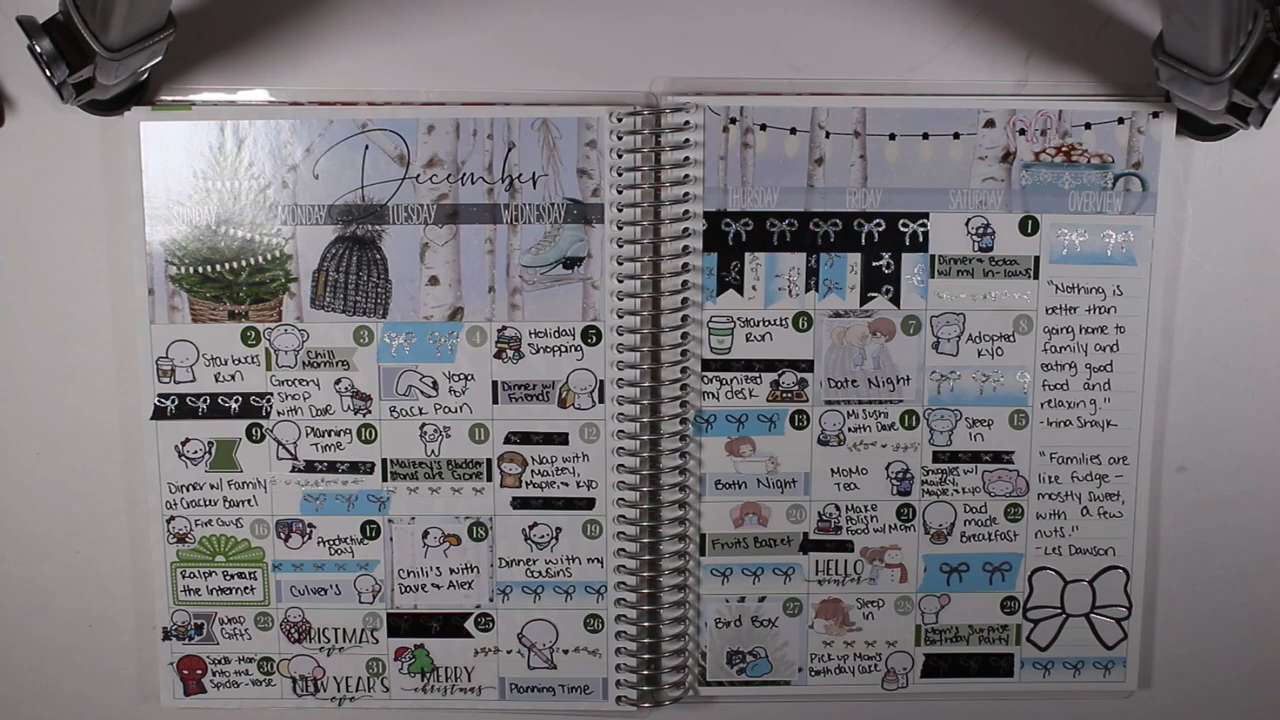 December
SUNDAY MONDAY TUESDAY WEDNESDAY
THURSDAY FRIDAY SATURDAY OVERVIEW
1
Dinner & Boba
w/ my In-laws
2
Starbucks
Run
3
Chill
Morning
Grocery
Shop
with Dave
4
Yoga
for
Back Pain
5
Holiday
Shopping
Dinner w/
Friends
6
Starbucks
Run
Organized
my desk
7
Date Night
8
Adopted
Kyo
9
Dinner w/ Family
at Cracker Barrel
10
Planning
Time
11
Maizey's Bladder
Stones are Gone
12
Nap with
Maizey,
Maple, & Kyo
13
Bath Night
14
Mi Sushi
with Dave
MOMO
Tea
15
Sleep
In
Snuggles w/
Maizey,
Maple, & Kyo
16
Five Guys
Ralph Breaks
the Internet
17
Productive
Day
Culver's
18
Chili's with
Dave & Alex
19
Dinner with my
Cousins
20
Fruits Basket
21
Make
Polish
Food w/ Mom
HELLO
winter
22
Dad
made
Breakfast
23
Wrap
Gifts
24
CHRISTMAS
eve
25
MERRY
christmas
26
Planning Time
27
Bird Box
28
Sleep
In
Pick up Mom's
Birthday Cake
29
Mom's Surprise
Birthday Party
30
Spider-Man:
Into the
Spider-verse
31
NEW YEAR'S
eve
"Nothing is
better than
going home to
family and
eating good
food and
relaxing."
-Irina Shayk
"Families are
like fudge -
mostly sweet,
with a few
nuts."
-Les Dawson